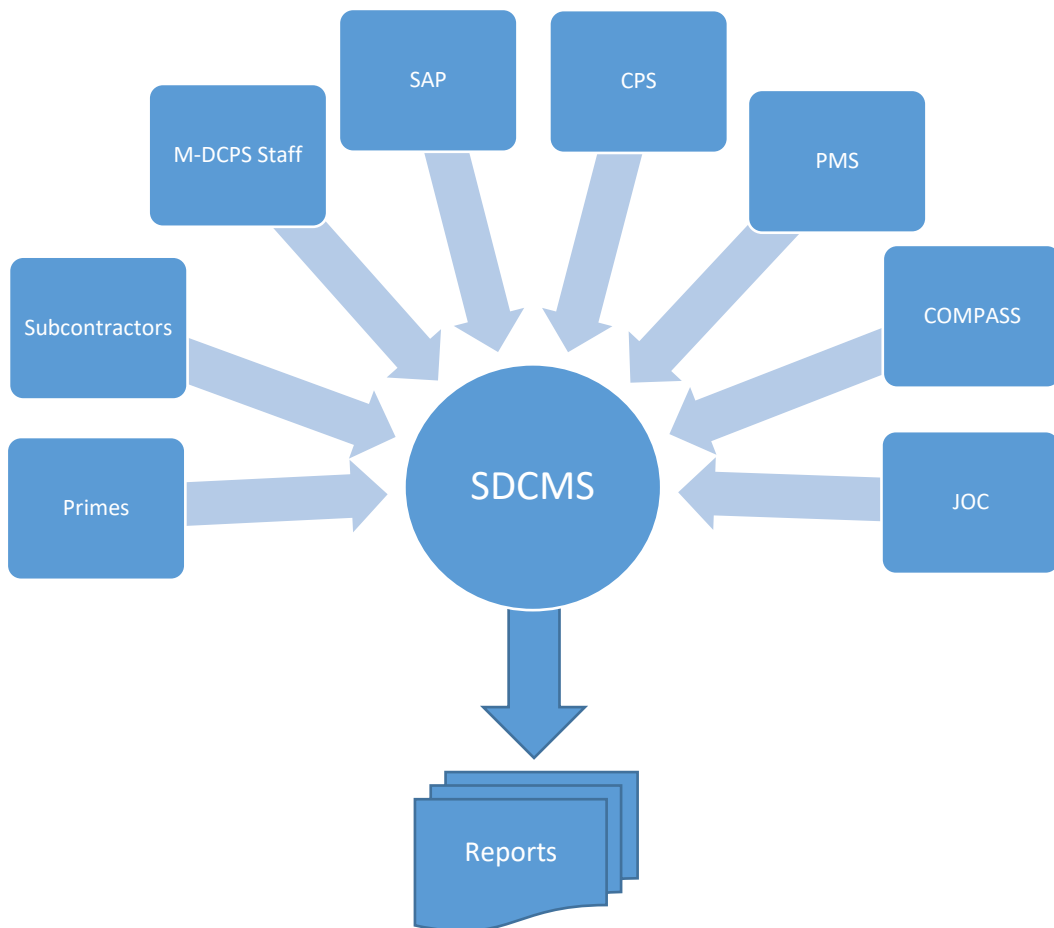 SAP
CPS
M-DCPS Staff
PMS
Subcontractors
COMPASS
Primes
SDCMS
JOC
Reports